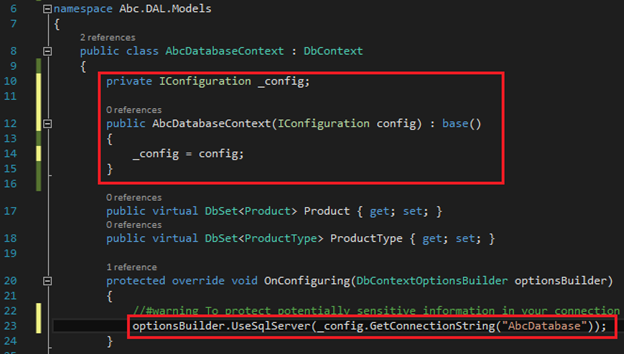 6 namespace Abc.DAL.Models
7 {
2 references
8 public class AbcDatabaseContext : DbContext
9 {
10 private IConfiguration _config;
11
0 references
12 public AbcDatabaseContext(IConfiguration config) : base()
13 {
14 _config = config;
15 }
16
0 references
17 public virtual DbSet<Product> Product { get; set; }
0 references
18 public virtual DbSet<ProductType> ProductType { get; set; }
19
1 reference
20 protected override void OnConfiguring(DbContextOptionsBuilder optionsBuilder)
21 {
22 //#warning To protect potentially sensitive information in your connection
23 optionsBuilder.UseSqlServer(_config.GetConnectionString("AbcDatabase"));
24 }